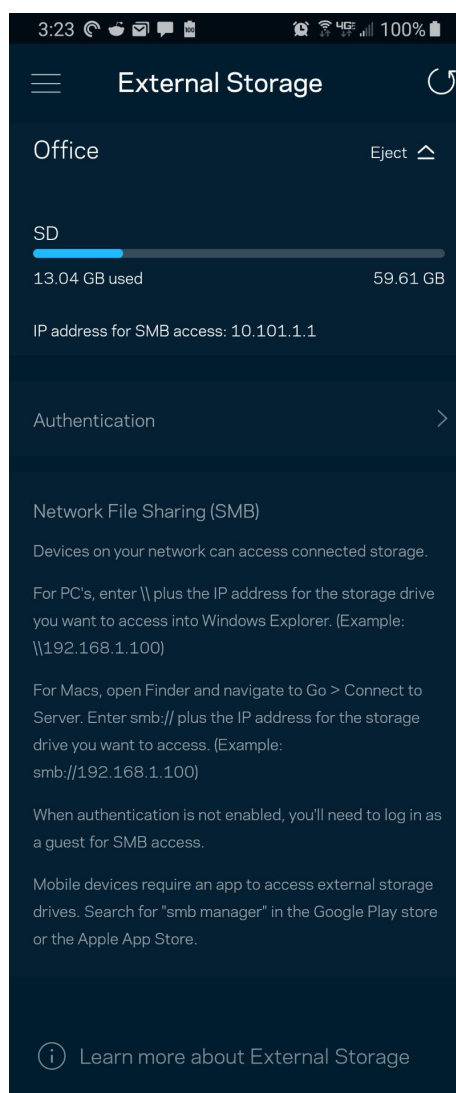 3:23 100%
External Storage
Office Eject
SD
13.04 GB used 59.61 GB
IP address for SMB access: 10.101.1.1
Authentication
Network File Sharing (SMB)
Devices on your network can access connected storage.
For PC's, enter \\ plus the IP address for the storage drive
you want to access into Windows Explorer. (Example:
\\192.168.1.100)
For Macs, open Finder and navigate to Go > Connect to
Server. Enter smb:// plus the IP address for the storage
drive you want to access. (Example:
smb://192.168.1.100)
When authentication is not enabled, you'll need to log in as
a guest for SMB access.
Mobile devices require an app to access external storage
drives. Search for "smb manager" in the Google Play store
or the Apple App Store.
Learn more about External Storage